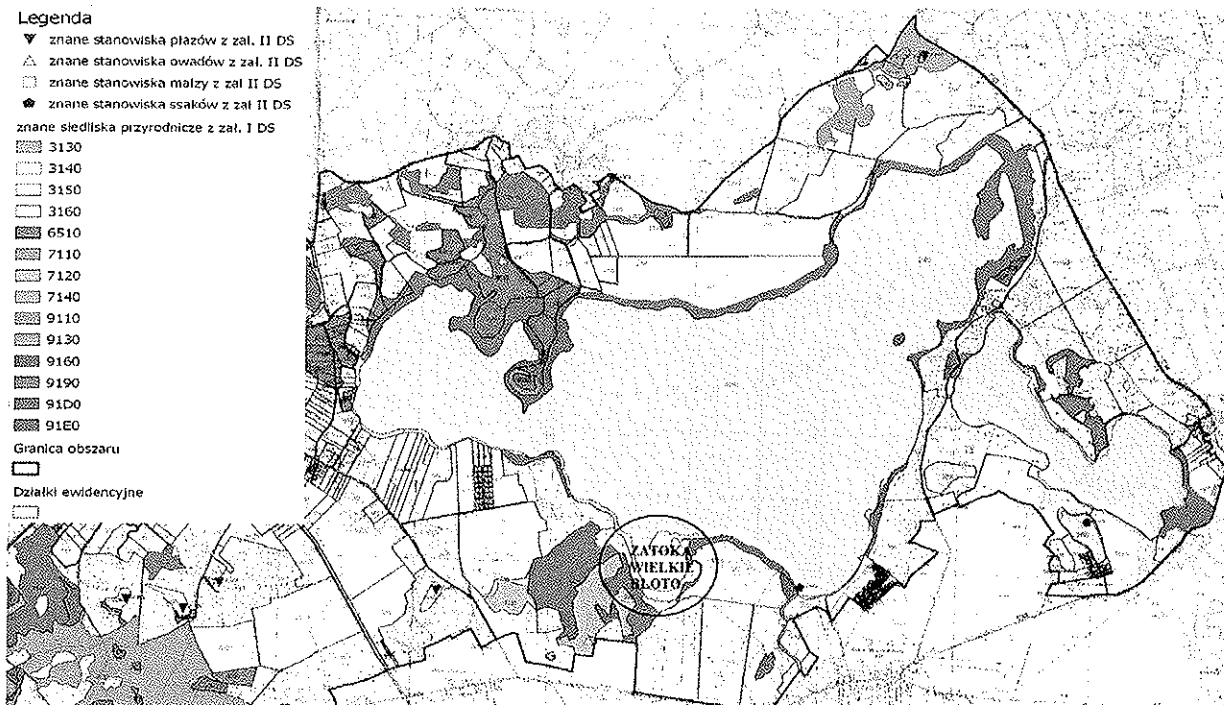 Legenda
znane stanowiska płazów z zał. II DS
znane stanowiska owadów z zał. II DS
znane stanowiska małzy z zał II DS
znane stanowiska ssaków z zał II DS
znane siedliska przyrodnicze z zał. I DS
3130
3140
3150
3160
6510
7110
7120
7140
9110
9130
9160
9190
91D0
91E0
Granica obszaru
Działki ewidencyjne
ZATOKA
WIELKIE
BŁOTO